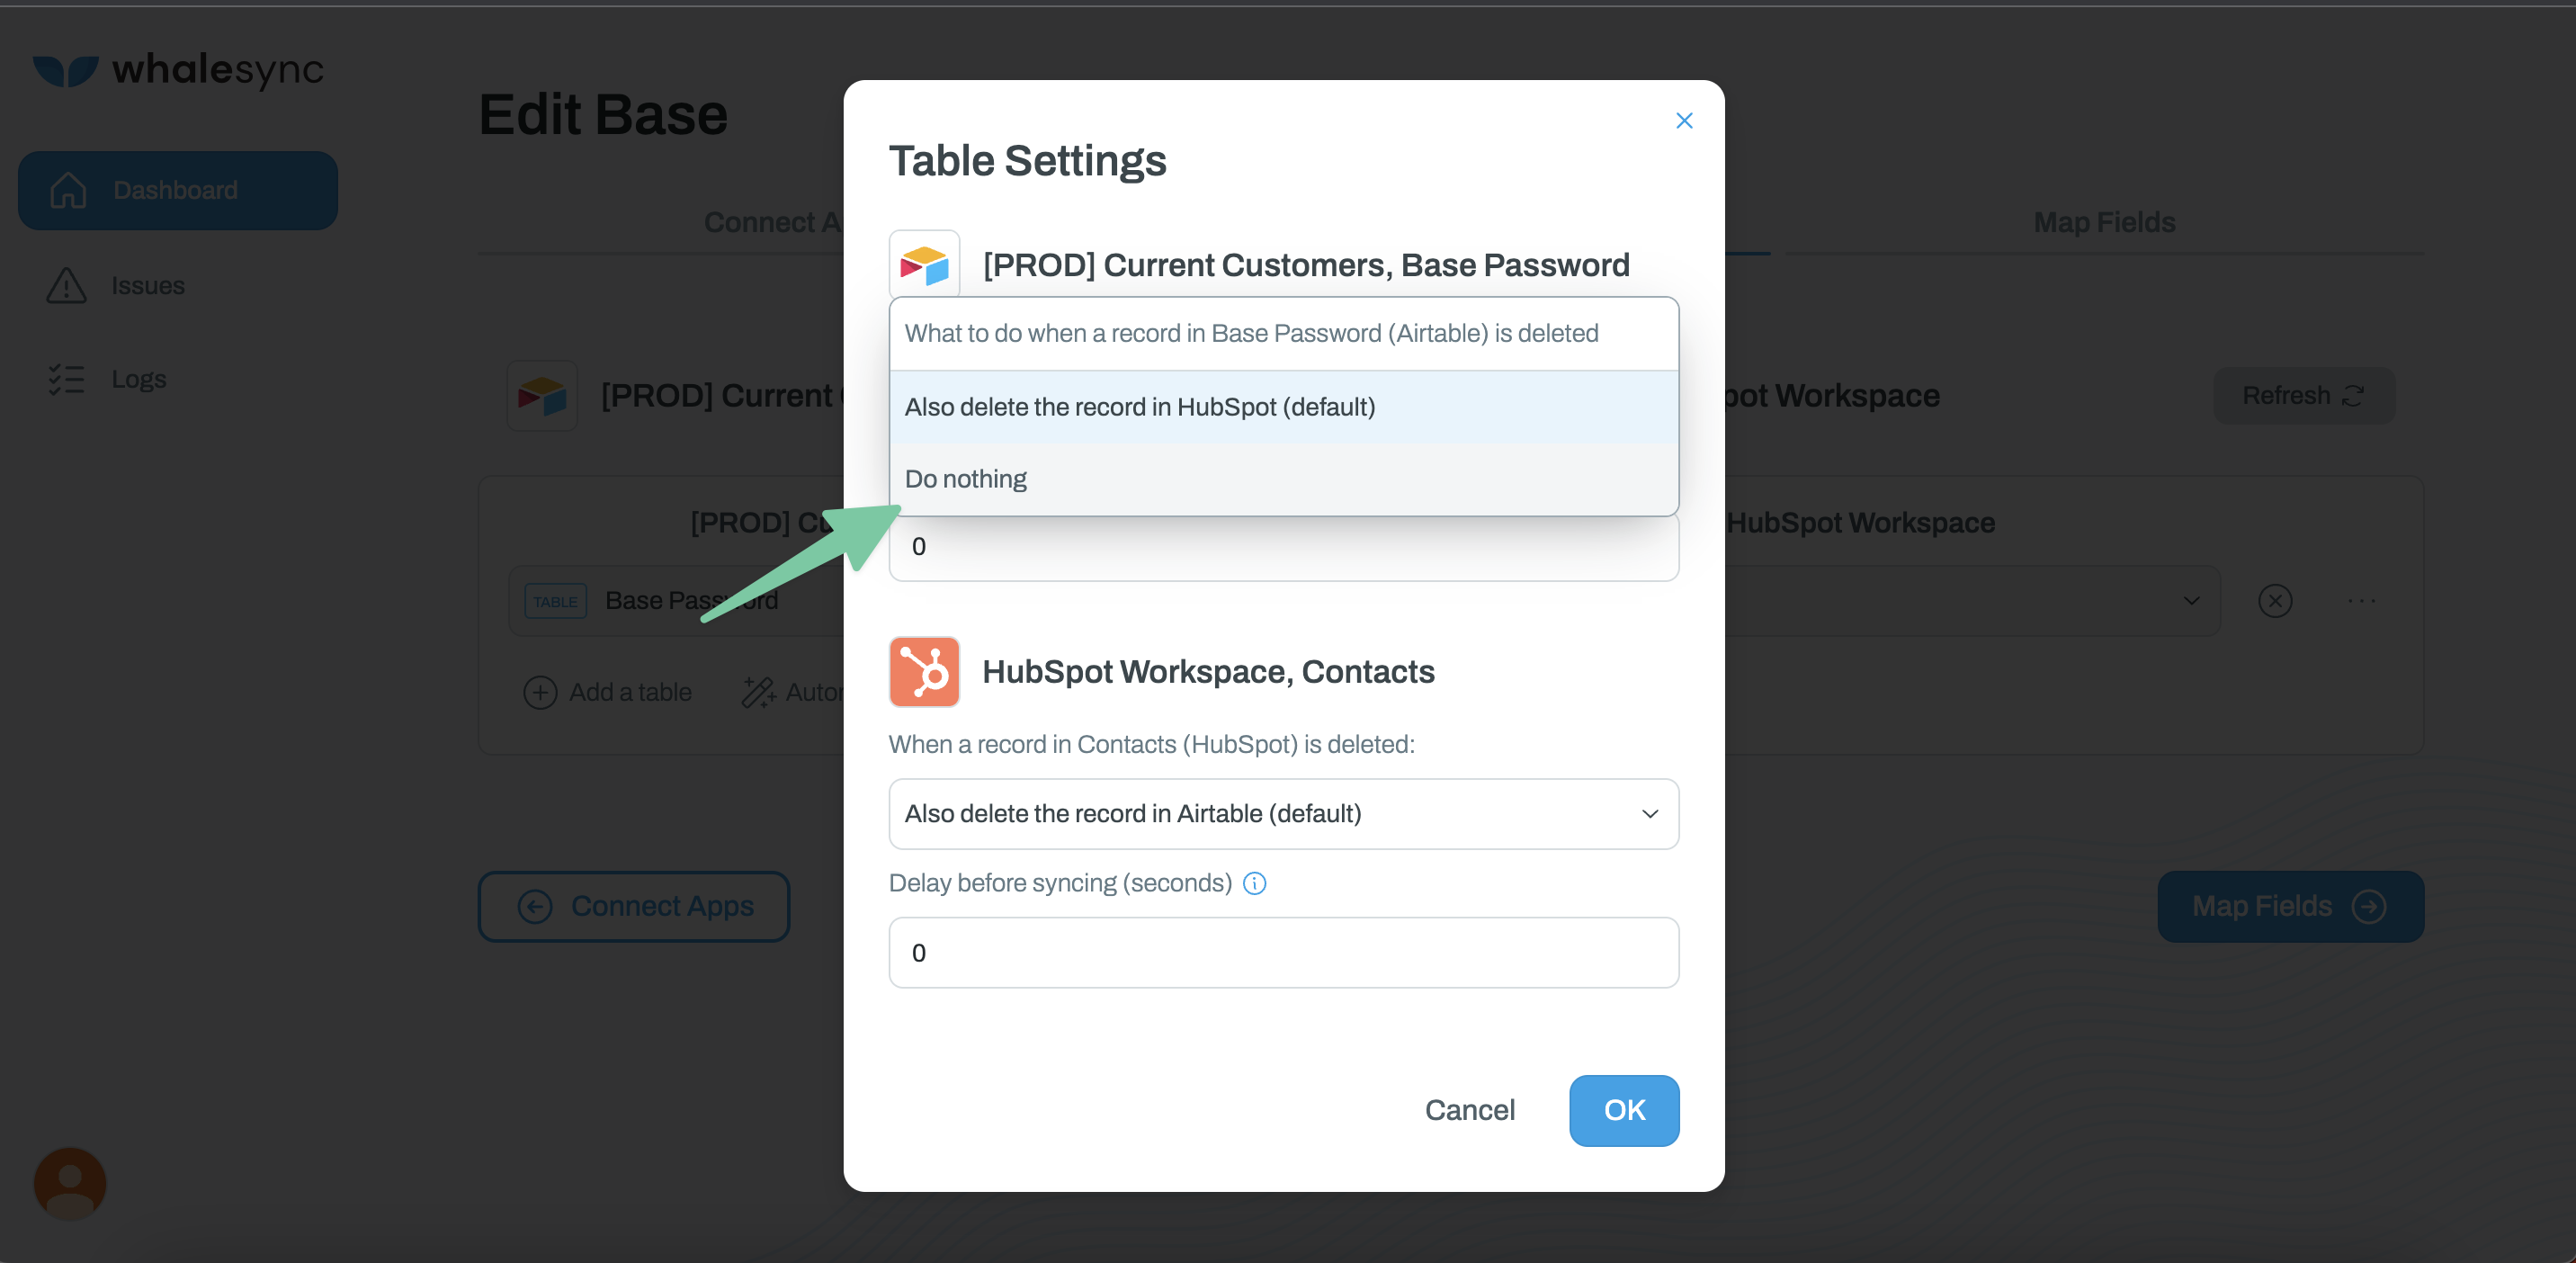 whalesync
Edit Base
Dashboard
Issues
Logs
Connect A
Map Fields
[PROD] Current
pot Workspace
Refresh
[PROD] Cu
HubSpot Workspace
TABLE
Base Password
Add a table
Auto
Connect Apps
Map Fields
Table Settings
[PROD] Current Customers, Base Password
What to do when a record in Base Password (Airtable) is deleted
Also delete the record in HubSpot (default)
Do nothing
0
HubSpot Workspace, Contacts
When a record in Contacts (HubSpot) is deleted:
Also delete the record in Airtable (default)
Delay before syncing (seconds)
0
Cancel
OK